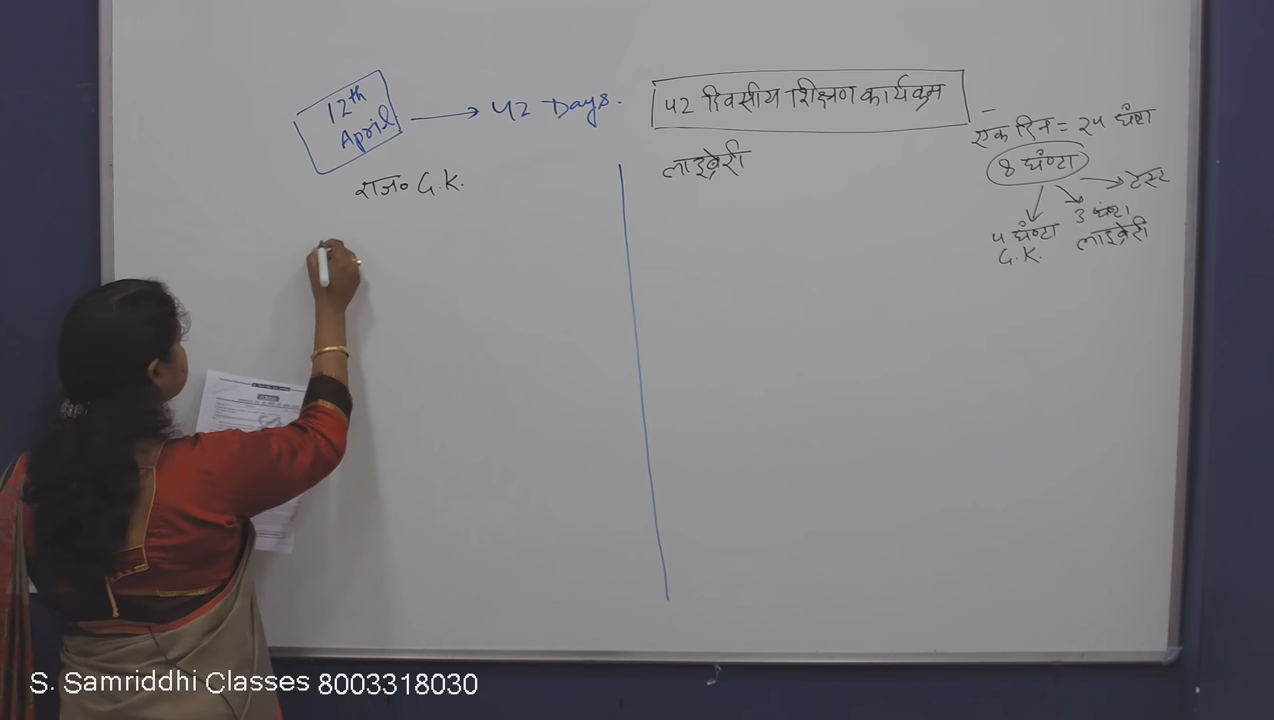 12th
April
→ 42 Days.
राज० G.K.
42 दिवसीय शिक्षण कार्यक्रम
लाइब्रेरी
एक दिन = 24 घंटा
8 घंण्टा
→ टेस्ट
4 घंण्टा
G.K.
3 घंटा
लाइब्रेरी
S. Samriddhi Classes 8003318030